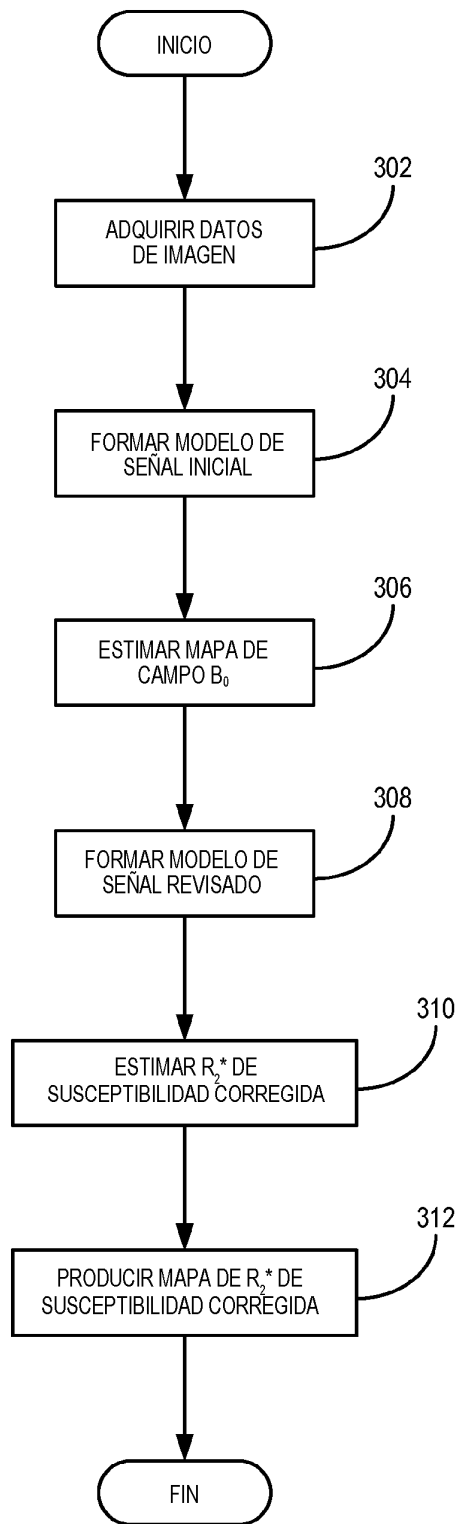 INICIO
302
ADQUIRIR DATOS
DE IMAGEN
304
FORMAR MODELO DE
SEÑAL INICIAL
306
ESTIMAR MAPA DE
CAMPO B₀
308
FORMAR MODELO DE
SEÑAL REVISADO
310
ESTIMAR R₂* DE
SUSCEPTIBILIDAD CORREGIDA
312
PRODUCIR MAPA DE R₂* DE
SUSCEPTIBILIDAD CORREGIDA
FIN